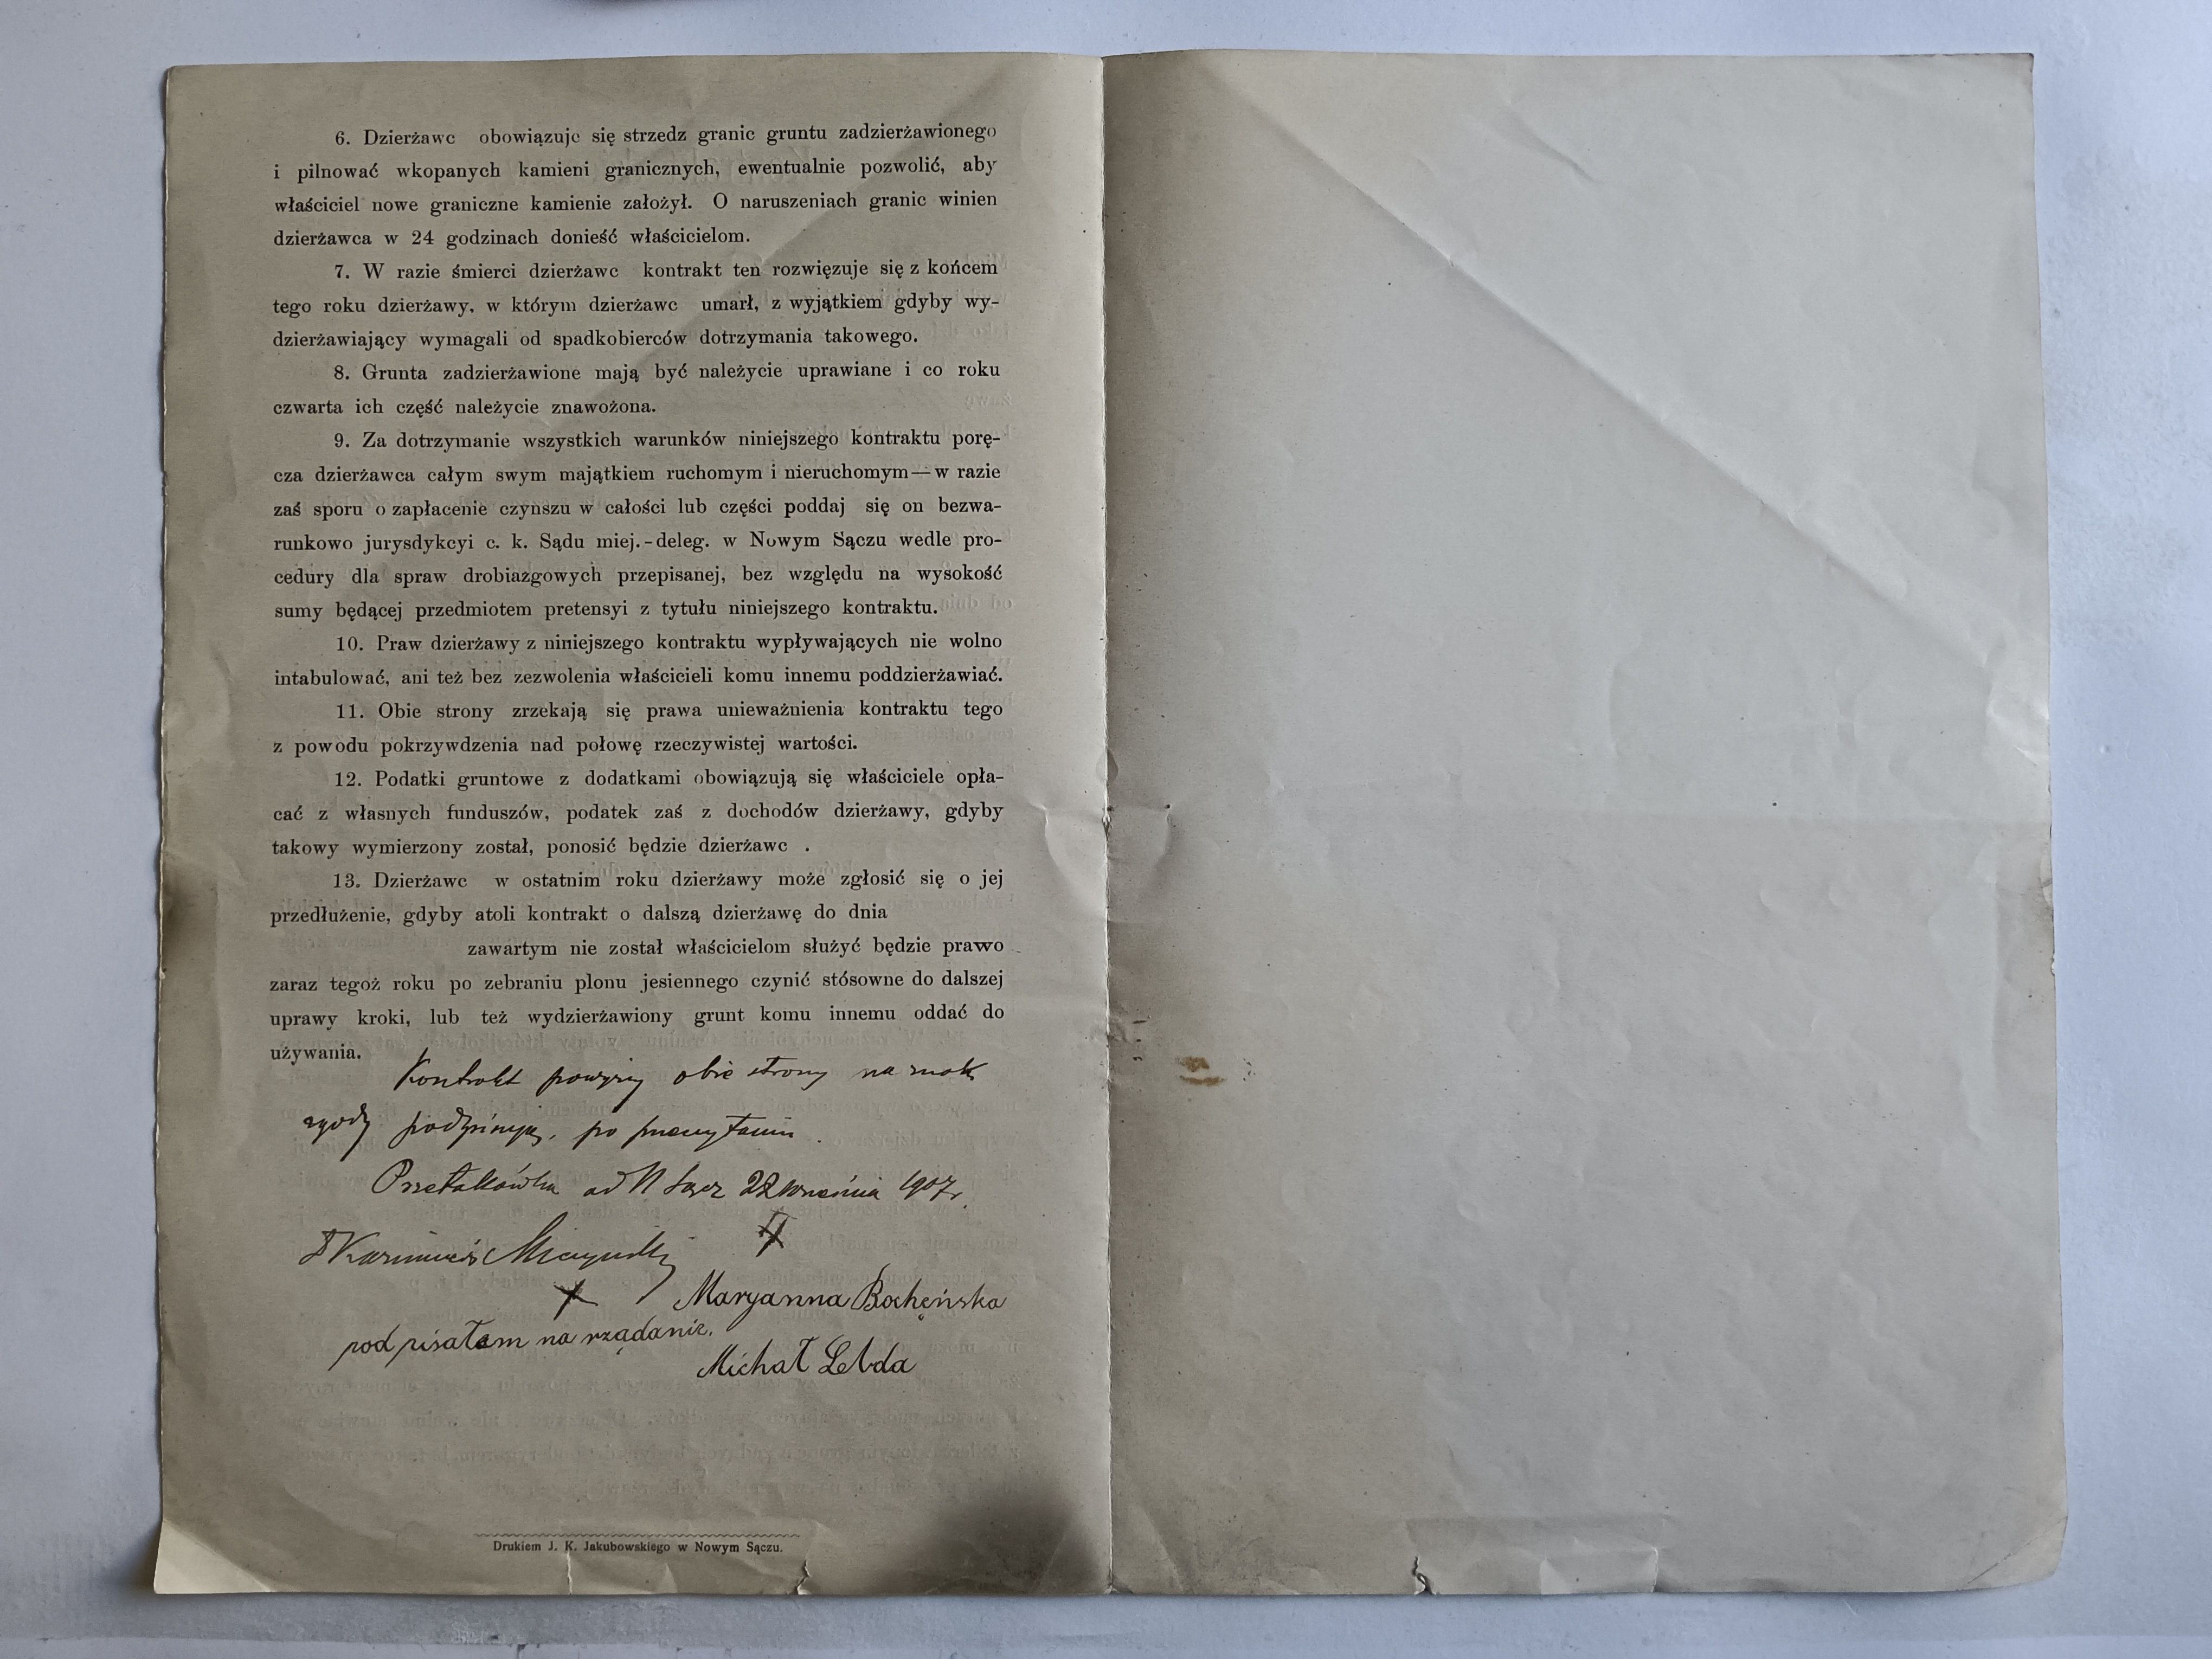 6. Dzierżawc obowiązuje się strzedz granic gruntu zadzierżawionego
i pilnować wkopanych kamieni granicznych, ewentualnie pozwolić, aby
właściciel nowe graniczne kamienie założył. O naruszeniach granic winien
dzierżawca w 24 godzinach donieść właścicielom.
7. W razie śmierci dzierżawc kontrakt ten rozwięzuje się z końcem
tego roku dzierżawy, w którym dzierżawc umarł, z wyjątkiem gdyby wy-
dzierżawiający wymagali od spadkobierców dotrzymania takowego.
8. Grunta zadzierżawione mają być należycie uprawiane i co roku
czwarta ich część należycie znawożona.
9. Za dotrzymanie wszystkich warunków niniejszego kontraktu porę-
cza dzierżawca całym swym majątkiem ruchomym i nieruchomym—w razie
zaś sporu o zapłacenie czynszu w całości lub części poddaj się on bezwa-
runkowo jurysdykcyi c. k. Sądu miej.-deleg. w Nowym Sączu wedle pro-
cedury dla spraw drobiazgowych przepisanej, bez względu na wysokość
sumy będącej przedmiotem pretensyi z tytułu niniejszego kontraktu.
10. Praw dzierżawy z niniejszego kontraktu wypływających nie wolno
intabulować, ani też bez zezwolenia właścicieli komu innemu poddzierżawiać.
11. Obie strony zrzekają się prawa unieważnienia kontraktu tego
z powodu pokrzywdzenia nad połowę rzeczywistej wartości.
12. Podatki gruntowe z dodatkami obowiązują się właściciele opła-
cać z własnych funduszów, podatek zaś z dochodów dzierżawy, gdyby
takowy wymierzony został, ponosić będzie dzierżawc .
13. Dzierżawc w ostatnim roku dzierżawy może zgłosić się o jej
przedłużenie, gdyby atoli kontrakt o dalszą dzierżawę do dnia
zawartym nie został właścicielom służyć będzie prawo
zaraz tegoż roku po zebraniu plonu jesiennego czynić stósowne do dalszej
uprawy kroki, lub też wydzierżawiony grunt komu innemu oddać do
używania.
Kontrakt powyższy obie strony na znak
zgody podpisują, po przeczytaniu.
Przetakówka ad N Sącz 22 września 1907r.
Kazimierz
Maryanna Bocheńska
podpisałem na rządanie.
Michał Lebda
Drukiem J. K. Jakubowskiego w Nowym Sączu.